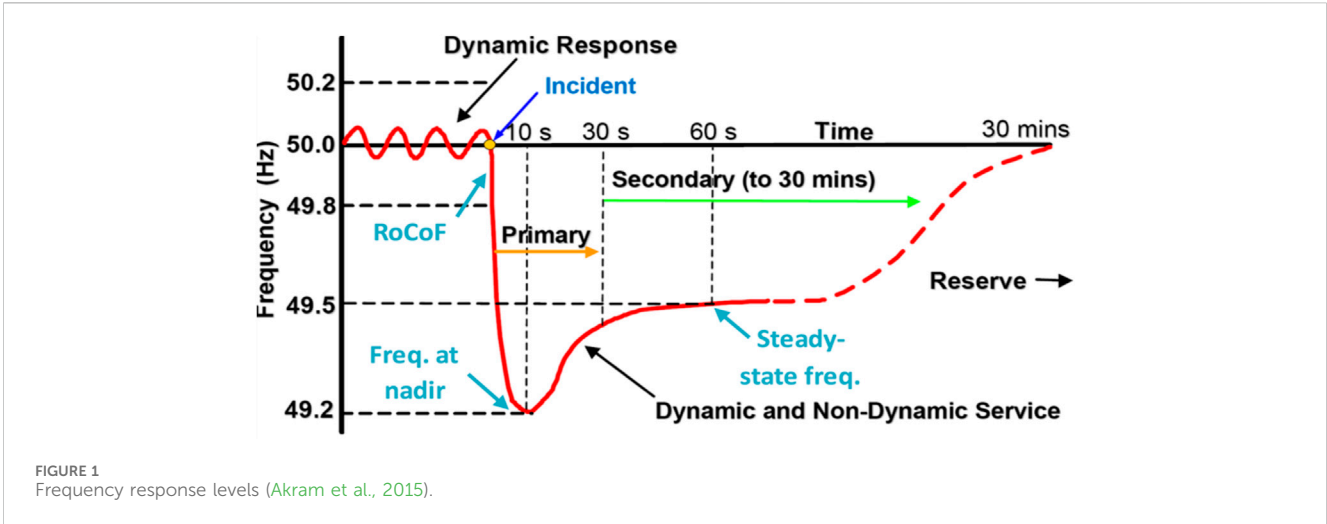 Dynamic Response
50.2
Incident
10 s
30 s
60 s
Time
30 mins
50.0
Secondary (to 30 mins)
49.8
RoCoF
Primary
Frequency (Hz)
Reserve
49.5
Steady-
state freq.
Freq. at
nadir
49.2
Dynamic and Non-Dynamic Service
FIGURE 1
Frequency response levels (Akram et al., 2015).